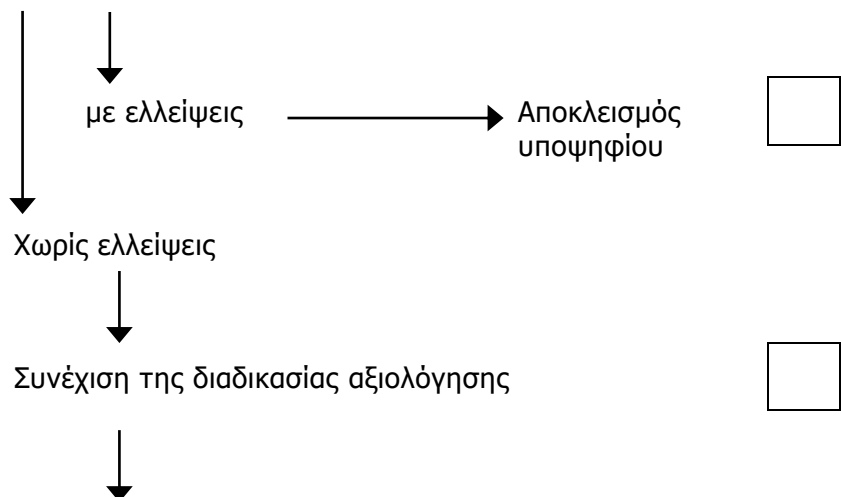 με ελλείψεις
Αποκλεισμός
υποψηφίου
Χωρίς ελλείψεις
Συνέχιση της διαδικασίας αξιολόγησης